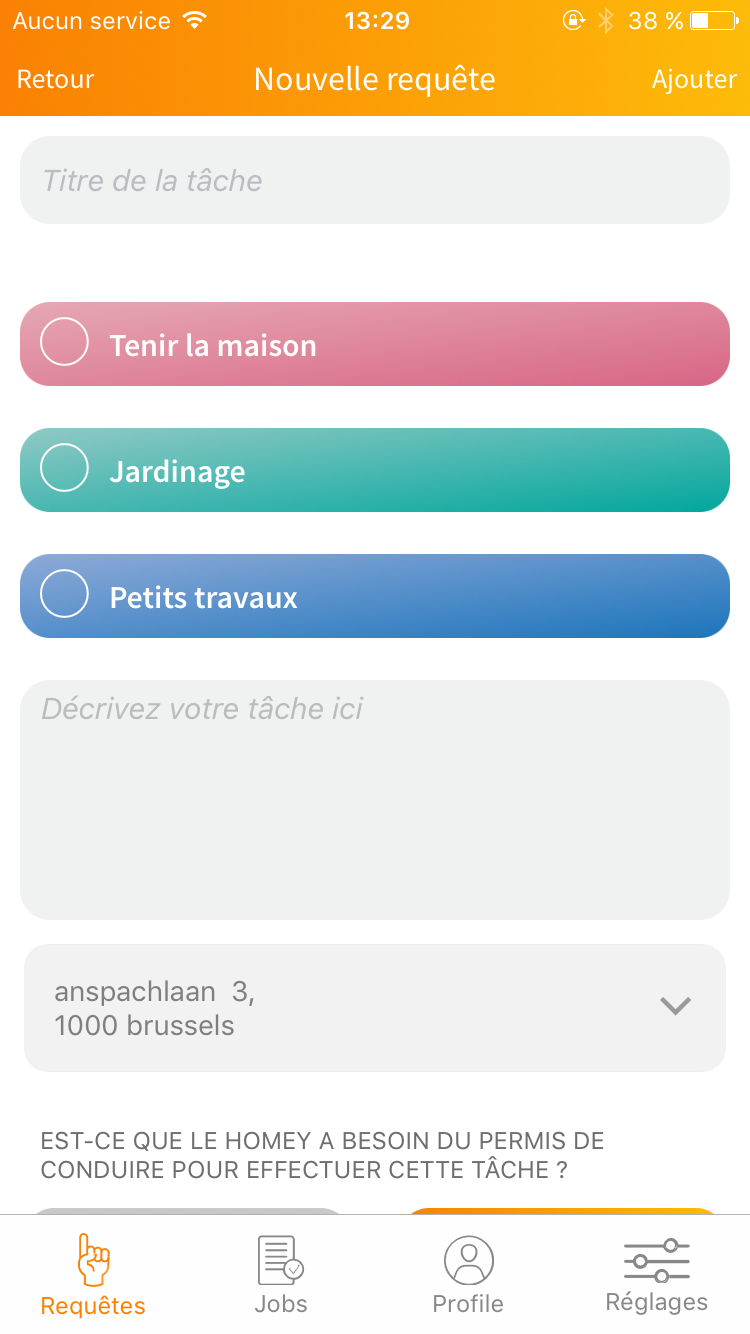 Aucun service 13:29 38 %
Retour Nouvelle requête Ajouter
Titre de la tâche
Tenir la maison
Jardinage
Petits travaux
Décrivez votre tâche ici
anspachlaan 3,
1000 brussels
EST-CE QUE LE HOMEY A BESOIN DU PERMIS DE
CONDUIRE POUR EFFECTUER CETTE TÂCHE ?
Requêtes Jobs Profile Réglages